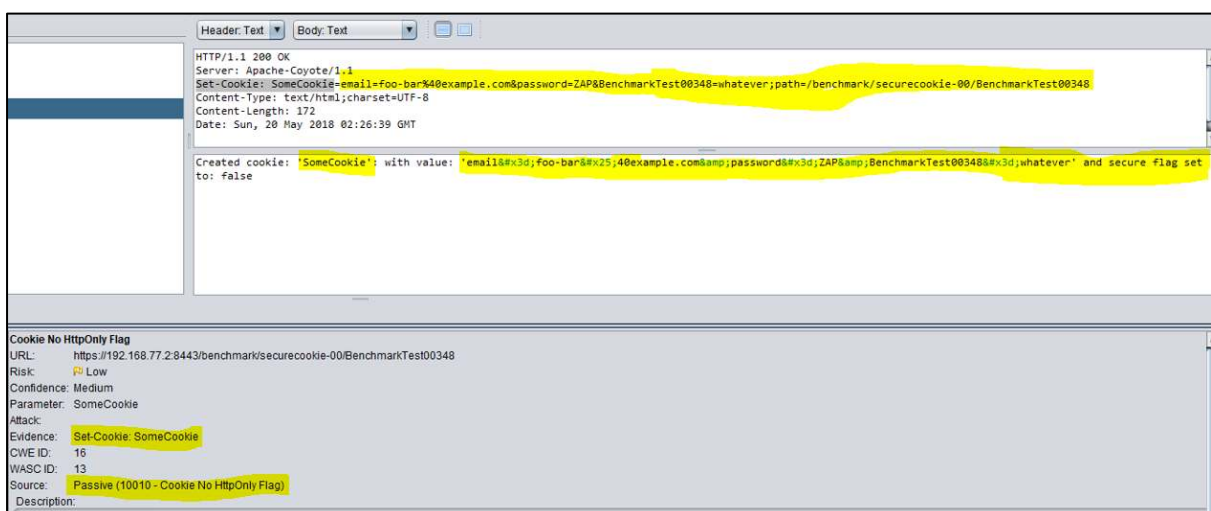 Header: Text Body: Text
HTTP/1.1 200 OK
Server: Apache-Coyote/1.1
Set-Cookie: SomeCookie=email=foo-bar%40example.com&password=ZAP&BenchmarkTest00348=whatever;path=/benchmark/securecookie-00/BenchmarkTest00348
Content-Type: text/html;charset=UTF-8
Content-Length: 172
Date: Sun, 20 May 2018 02:26:39 GMT
Created cookie: 'SomeCookie': with value: 'email&#x3d;foo-bar&#x25;40example.com&amp;password&#x3d;ZAP&amp;BenchmarkTest00348&#x3d;whatever' and secure flag set
to: false
Cookie No HttpOnly Flag
URL: https://192.168.77.2:8443/benchmark/securecookie-00/BenchmarkTest00348
Risk: Low
Confidence: Medium
Parameter: SomeCookie
Attack:
Evidence: Set-Cookie: SomeCookie
CWE ID: 16
WASC ID: 13
Source: Passive (10010 - Cookie No HttpOnly Flag)
Description: